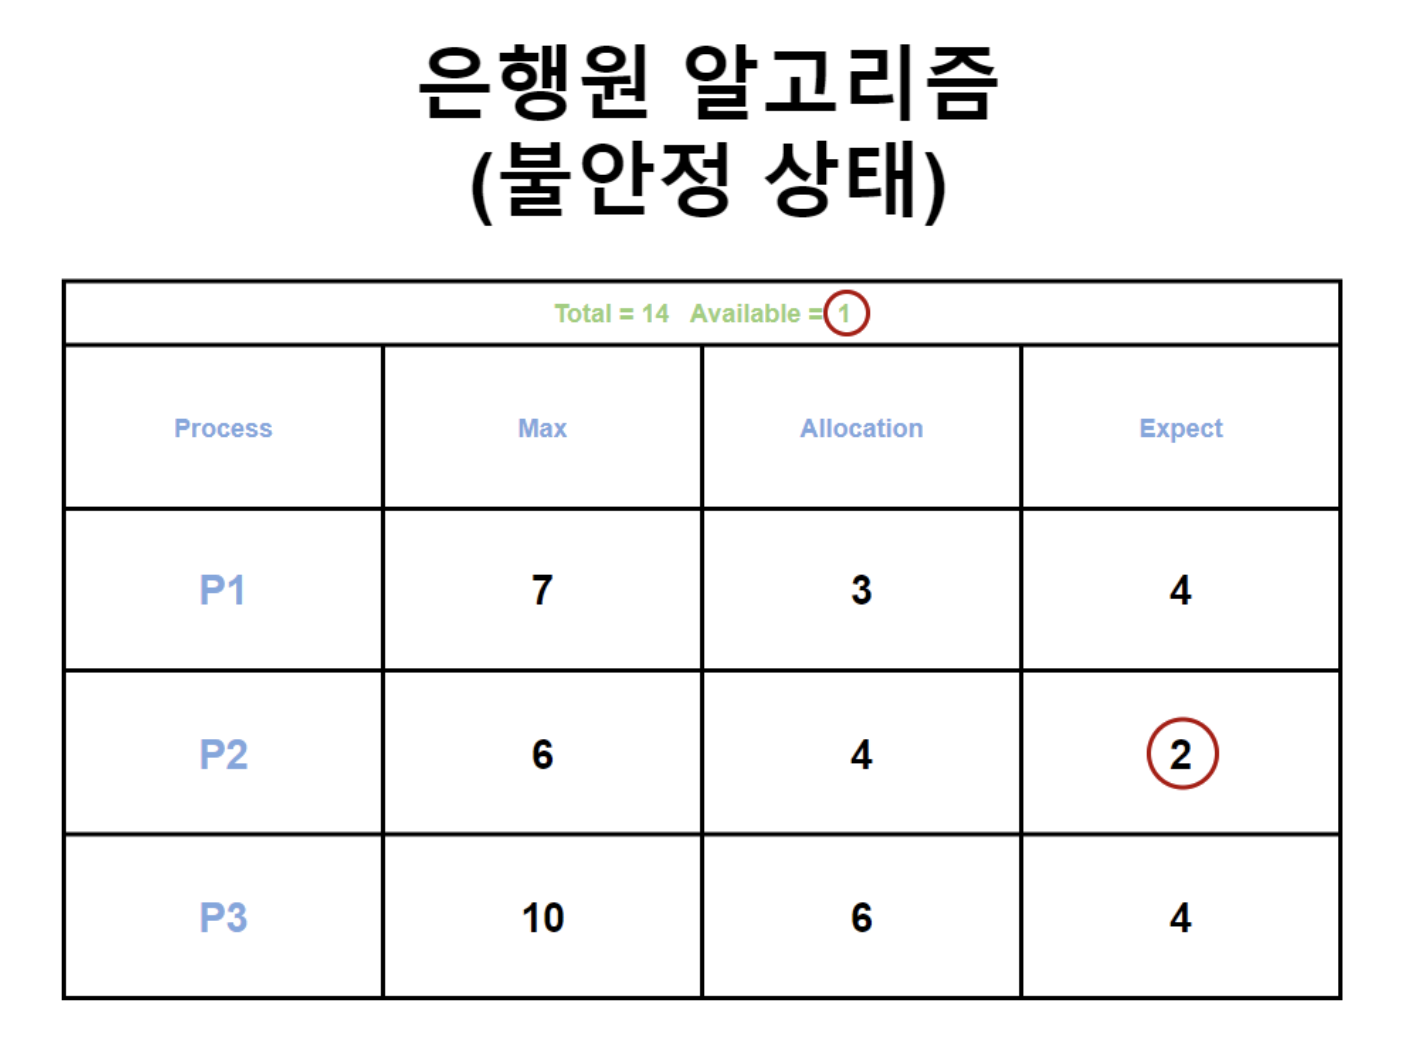 은행원 알고리즘
(불안정 상태)
Total = 14 Available = 1
Process Max Allocation Expect
P1 7 3 4
P2 6 4 2
P3 10 6 4